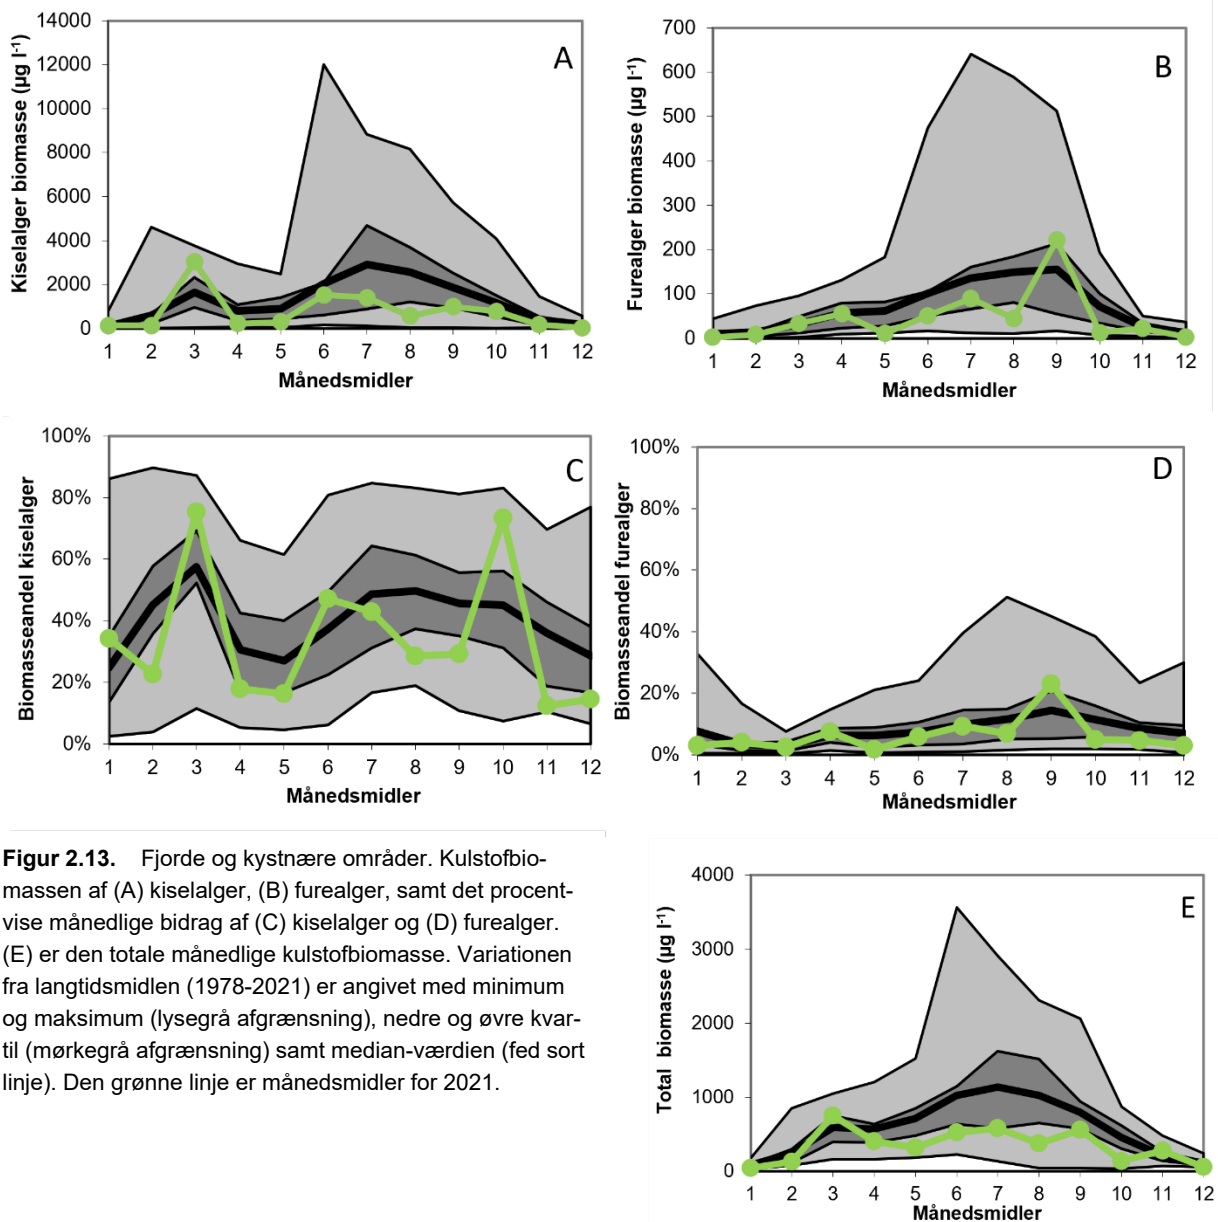 A
Kiselalger biomasse (µg l-1)
14000
12000
10000
8000
6000
4000
2000
0
1 2 3 4 5 6 7 8 9 10 11 12
Månedsmidler
B
Furealger biomasse (µg l-1)
700
600
500
400
300
200
100
0
1 2 3 4 5 6 7 8 9 10 11 12
Månedsmidler
C
Biomasseandel kiselalger
100%
80%
60%
40%
20%
0%
1 2 3 4 5 6 7 8 9 10 11 12
Månedsmidler
D
Biomasseandel furealger
100%
80%
60%
40%
20%
0%
1 2 3 4 5 6 7 8 9 10 11 12
Månedsmidler
Figur 2.13. Fjorde og kystnære områder. Kulstofbio-
massen af (A) kiselalger, (B) furealger, samt det procent-
vise månedlige bidrag af (C) kiselalger og (D) furealger.
(E) er den totale månedlige kulstofbiomasse. Variationen
fra langtidsmidlen (1978-2021) er angivet med minimum
og maksimum (lysegrå afgrænsning), nedre og øvre kvar-
til (mørkegrå afgrænsning) samt median-værdien (fed sort
linje). Den grønne linje er månedsmidler for 2021.
E
Total biomasse (µg l-1)
4000
3000
2000
1000
0
1 2 3 4 5 6 7 8 9 10 11 12
Månedsmidler